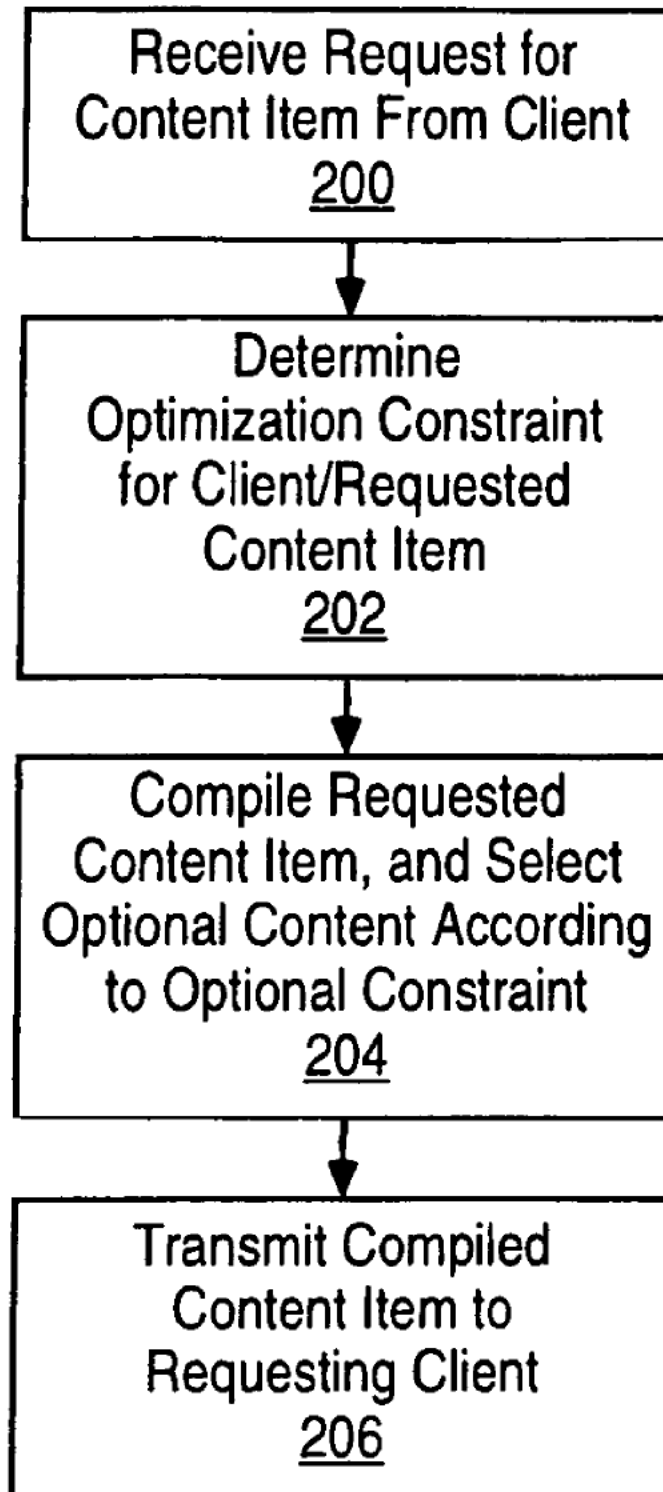 Receive Request for
Content Item From Client
200
Determine
Optimization Constraint
for Client/Requested
Content Item
202
Compile Requested
Content Item, and Select
Optional Content According
to Optional Constraint
204
Transmit Compiled
Content Item to
Requesting Client
206